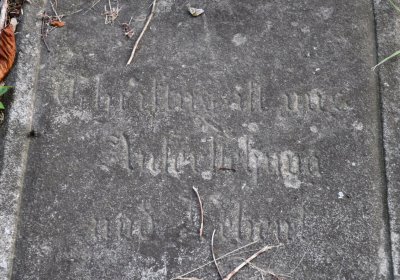 Christus ist uns
Auferstehung
und Leben!